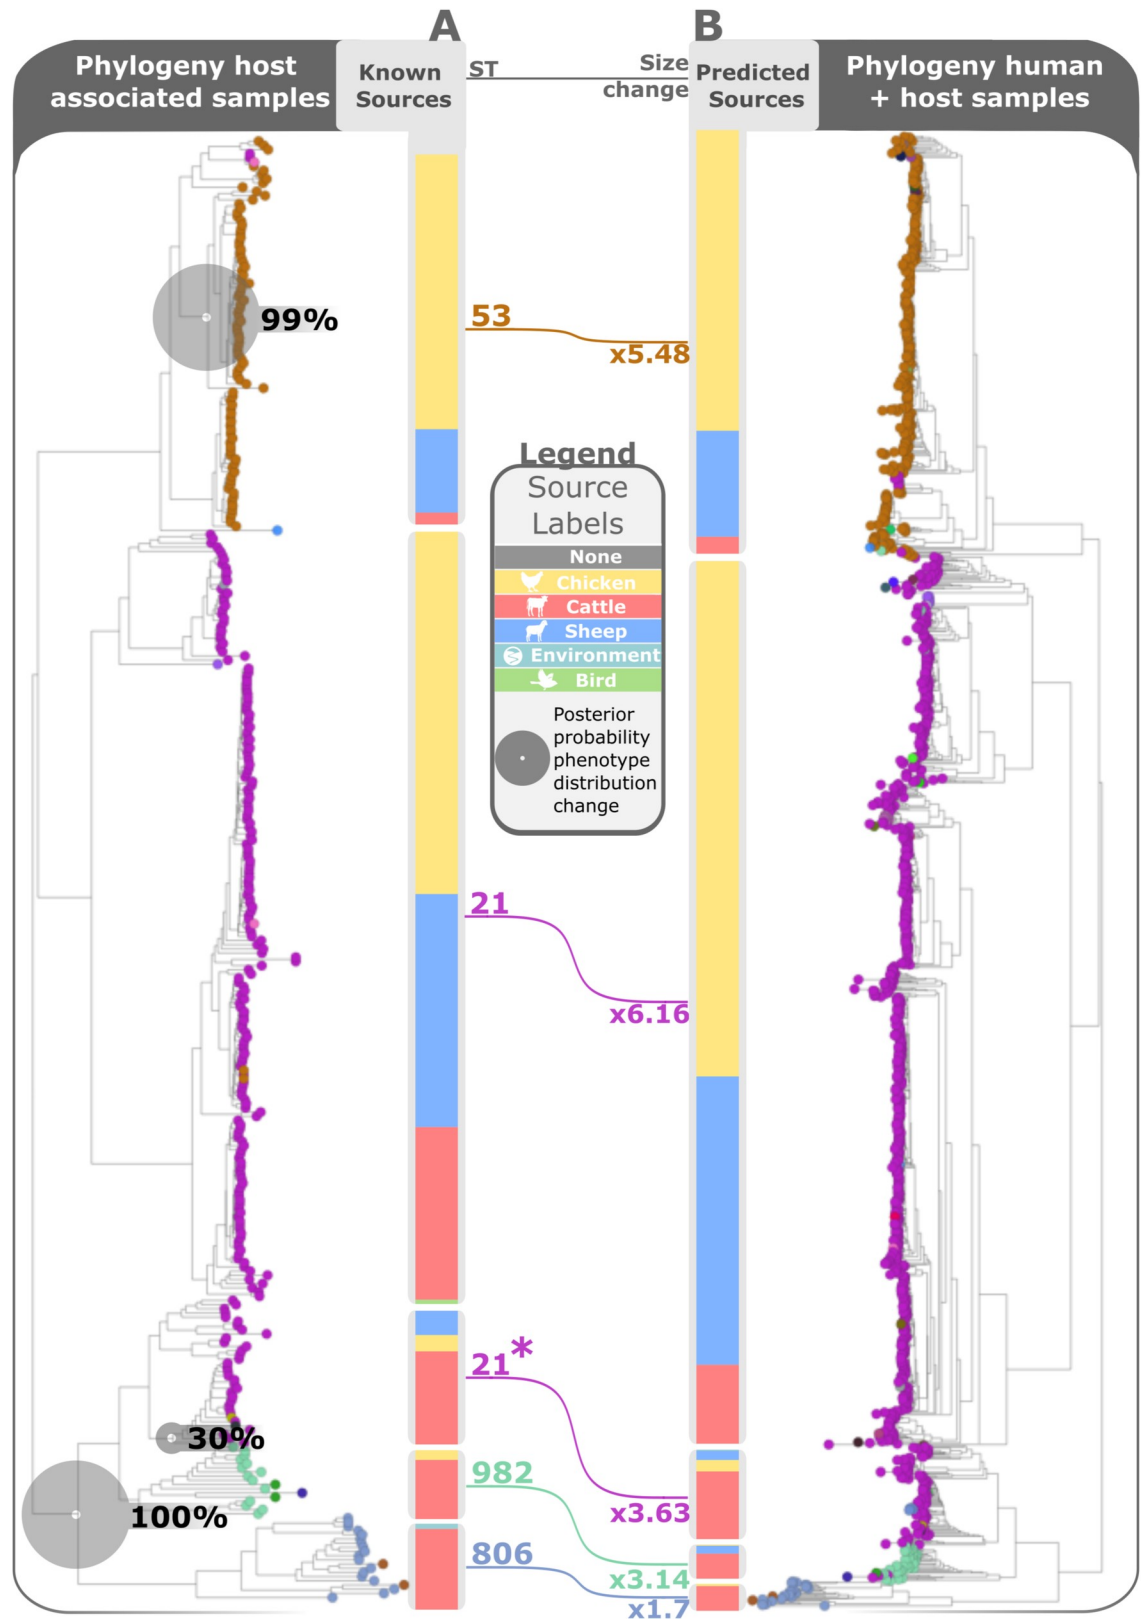 A
B
Phylogeny host
associated samples
Known
Sources
ST
Size
change
Predicted
Sources
Phylogeny human
+ host samples
99%
53
x5.48
Legend
Source
Labels
None
Chicken
Cattle
Sheep
Environment
Bird
Posterior
probability
phenotype
distribution
change
21
x6.16
21*
30%
982
x3.63
100%
806
x3.14
x1.7